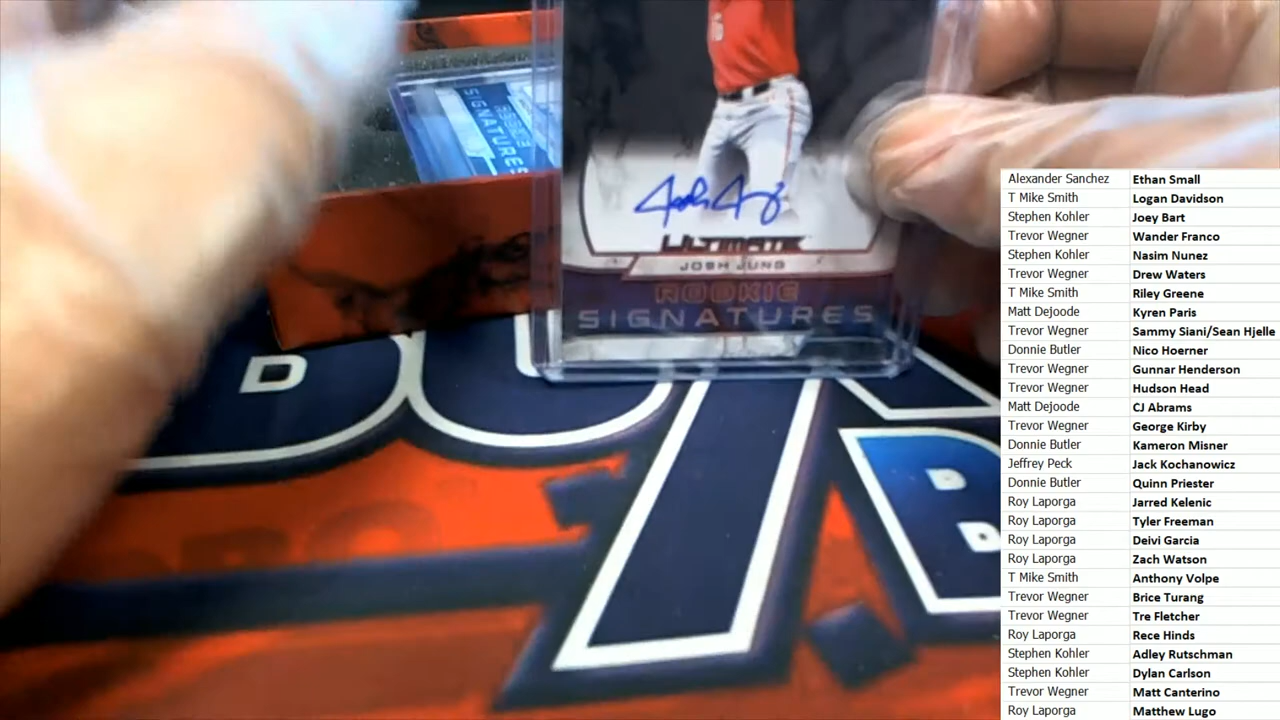 SIGNATURES
Josh Jung
ULTIMATE
JOSH JUNG
ROOKIE
SIGNATURES
D
B
Alexander Sanchez Ethan Small
T Mike Smith Logan Davidson
Stephen Kohler Joey Bart
Trevor Wegner Wander Franco
Stephen Kohler Nasim Nunez
Trevor Wegner Drew Waters
T Mike Smith Riley Greene
Matt Dejoode Kyren Paris
Trevor Wegner Sammy Siani/Sean Hjelle
Donnie Butler Nico Hoerner
Trevor Wegner Gunnar Henderson
Trevor Wegner Hudson Head
Matt Dejoode CJ Abrams
Trevor Wegner George Kirby
Donnie Butler Kameron Misner
Jeffrey Peck Jack Kochanowicz
Donnie Butler Quinn Priester
Roy Laporga Jarred Kelenic
Roy Laporga Tyler Freeman
Roy Laporga Deivi Garcia
Roy Laporga Zach Watson
T Mike Smith Anthony Volpe
Trevor Wegner Brice Turang
Trevor Wegner Tre Fletcher
Roy Laporga Rece Hinds
Stephen Kohler Adley Rutschman
Stephen Kohler Dylan Carlson
Trevor Wegner Matt Canterino
Roy Laporga Matthew Lugo